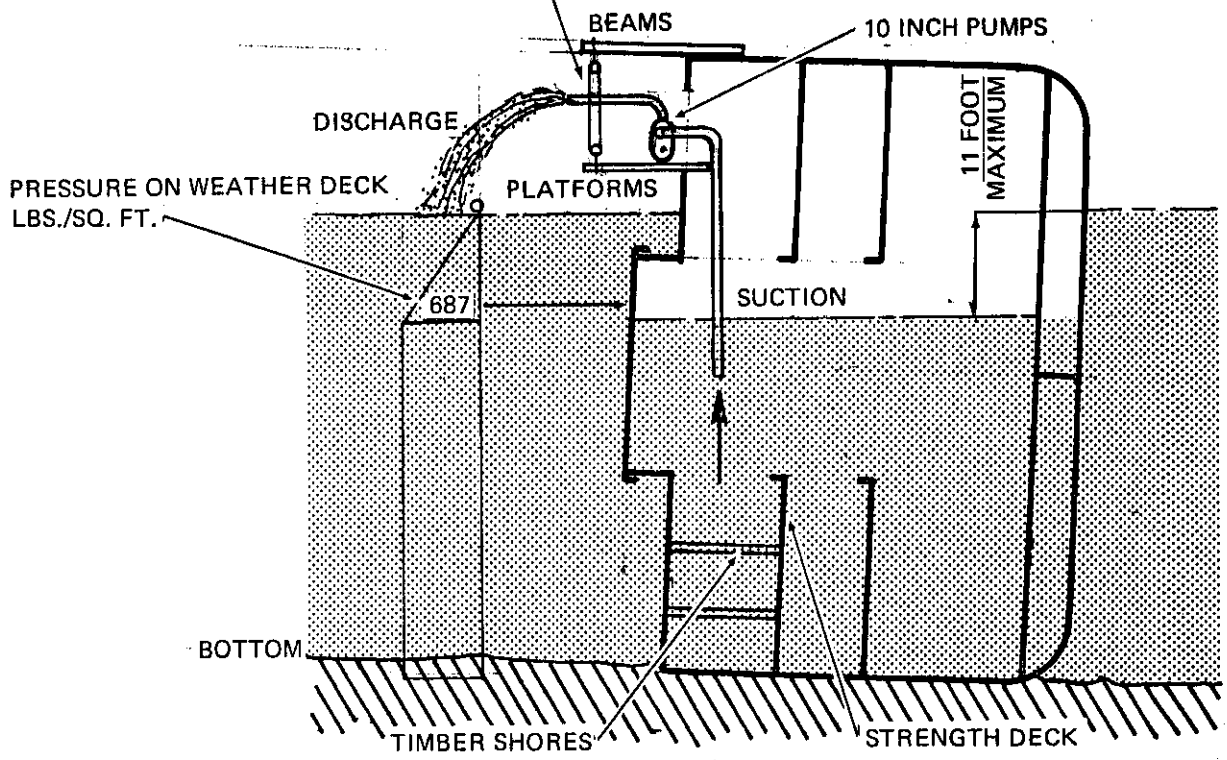 BEAMS
10 INCH PUMPS
DISCHARGE
11 FOOT
MAXIMUM
PRESSURE ON WEATHER DECK
LBS./SQ. FT.
PLATFORMS
687
SUCTION
BOTTOM
TIMBER SHORES
STRENGTH DECK